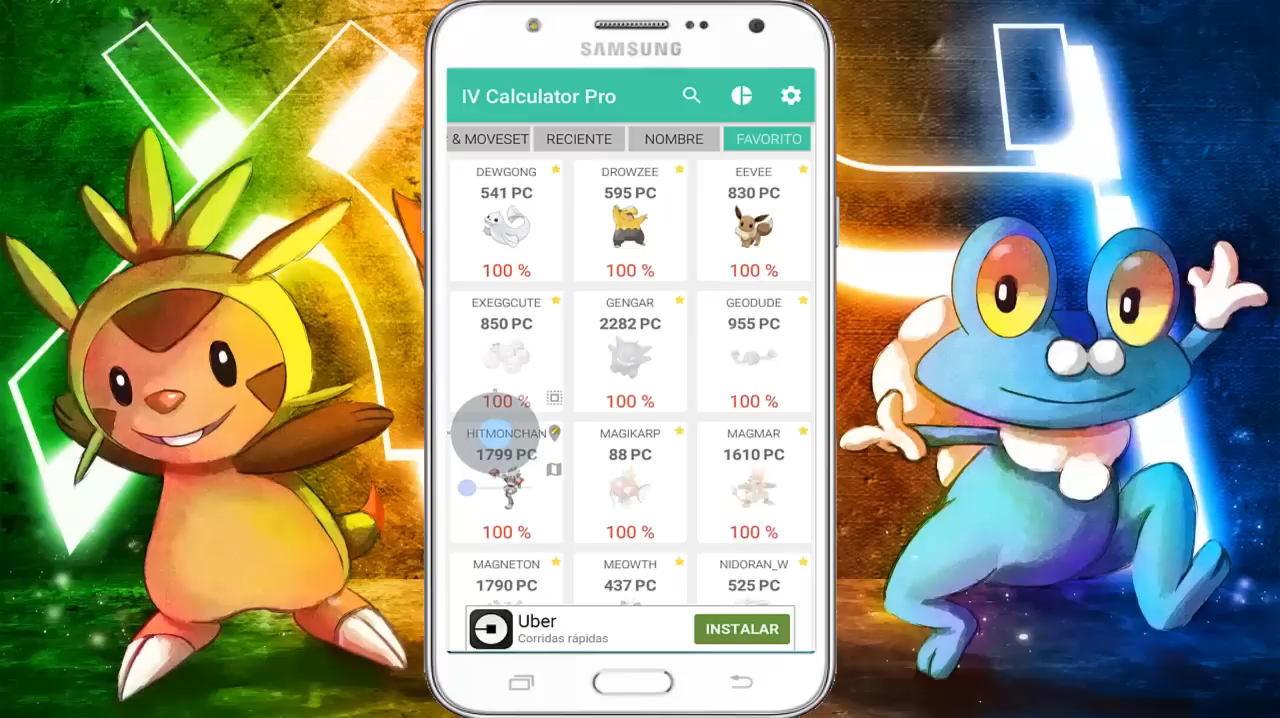 SAMSUNG
IV Calculator Pro
& MOVESET RECIENTE NOMBRE FAVORITO
DEWGONG DROWZEE EEVEE
541 PC 595 PC 830 PC
100 % 100 % 100 %
EXEGGCUTE GENGAR GEODUDE
850 PC 2282 PC 955 PC
100 % 100 % 100 %
HITMONCHAN MAGIKARP MAGMAR
1799 PC 88 PC 1610 PC
100 % 100 % 100 %
MAGNETON MEOWTH NIDORAN_W
1790 PC 437 PC 525 PC
Uber
Corridas rápidas
INSTALAR